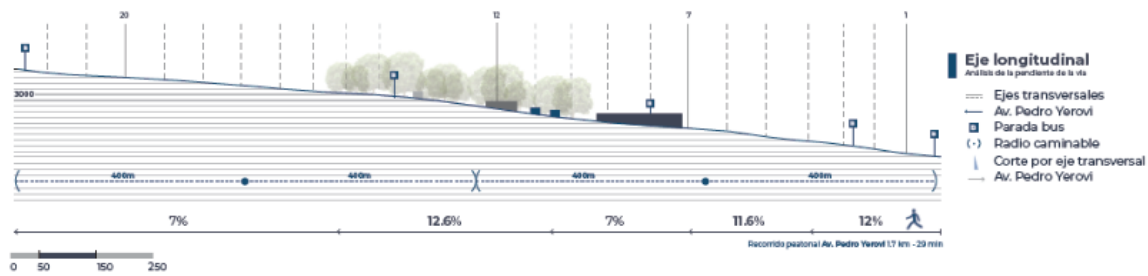 20 12 7 1
3000
400m 400m 400m 400m
7% 12.6% 7% 11.6% 12%
Recorrido peatonal Av. Pedro Yerovi 1.7 km - 29 min
0 50 150 250
Eje longitudinal
Análisis de la pendiente de la vía
Ejes transversales
Av. Pedro Yerovi
Parada bus
Radio caminable
Corte por eje transversal
Av. Pedro Yerovi